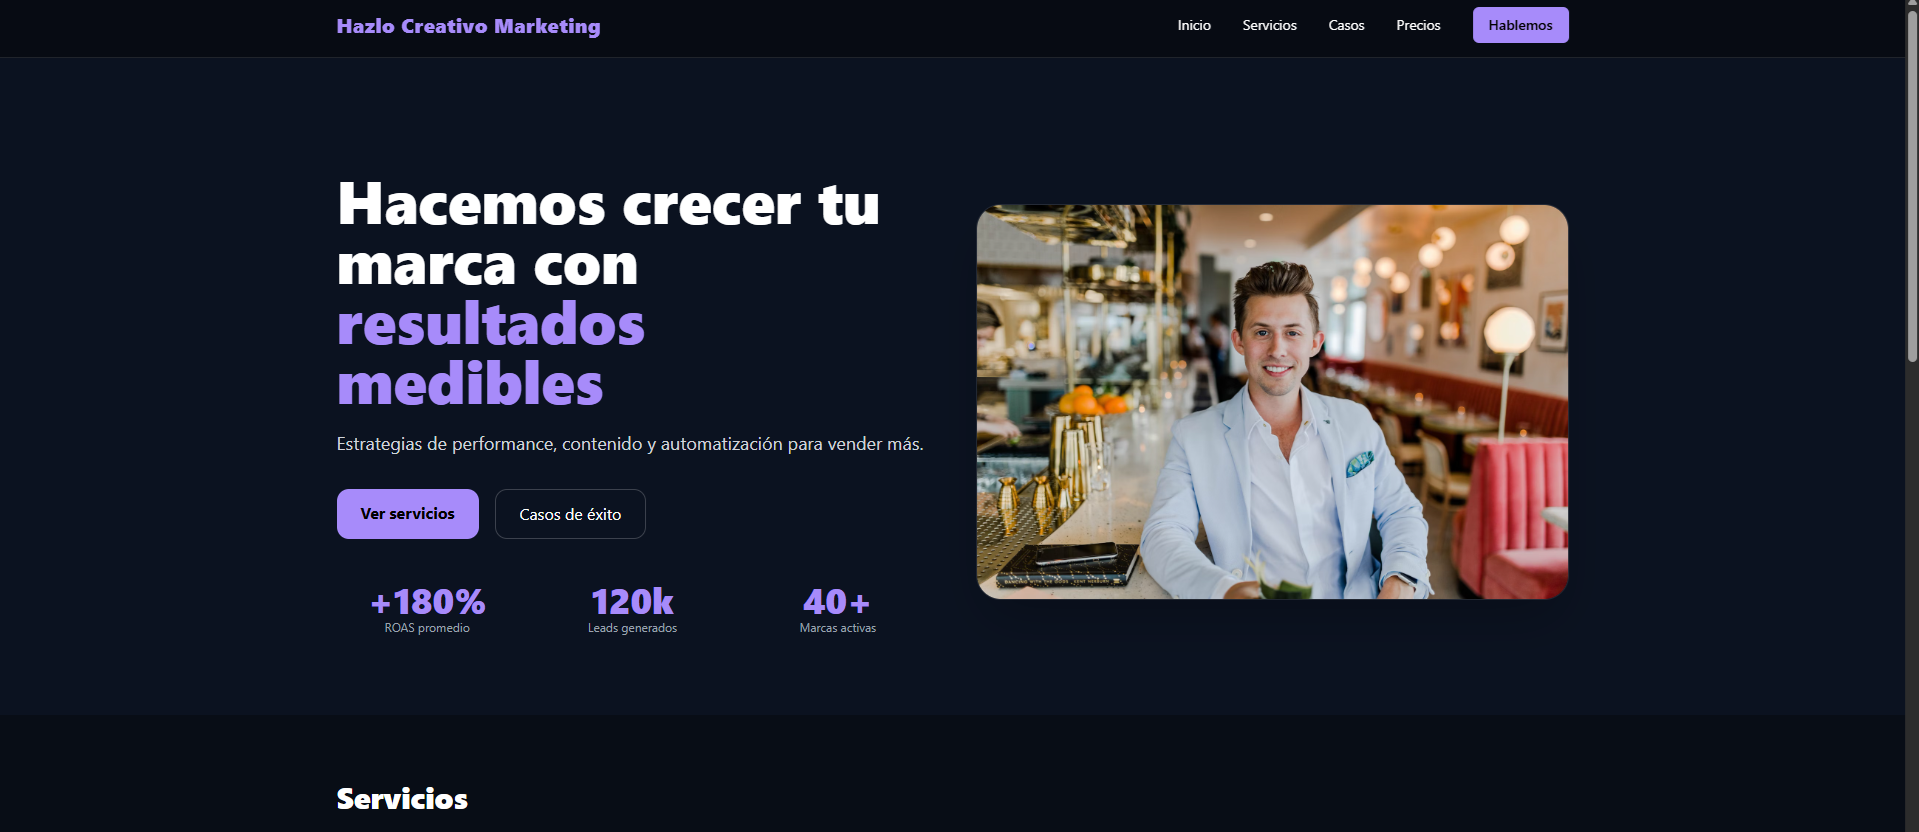 Hazlo Creativo Marketing
Inicio
Servicios
Casos
Precios
Hablemos
Hacemos crecer tu
marca con
resultados
medibles
Estrategias de performance, contenido y automatización para vender más.
Ver servicios
Casos de éxito
+180%
ROAS promedio
120k
Leads generados
40+
Marcas activas
Servicios